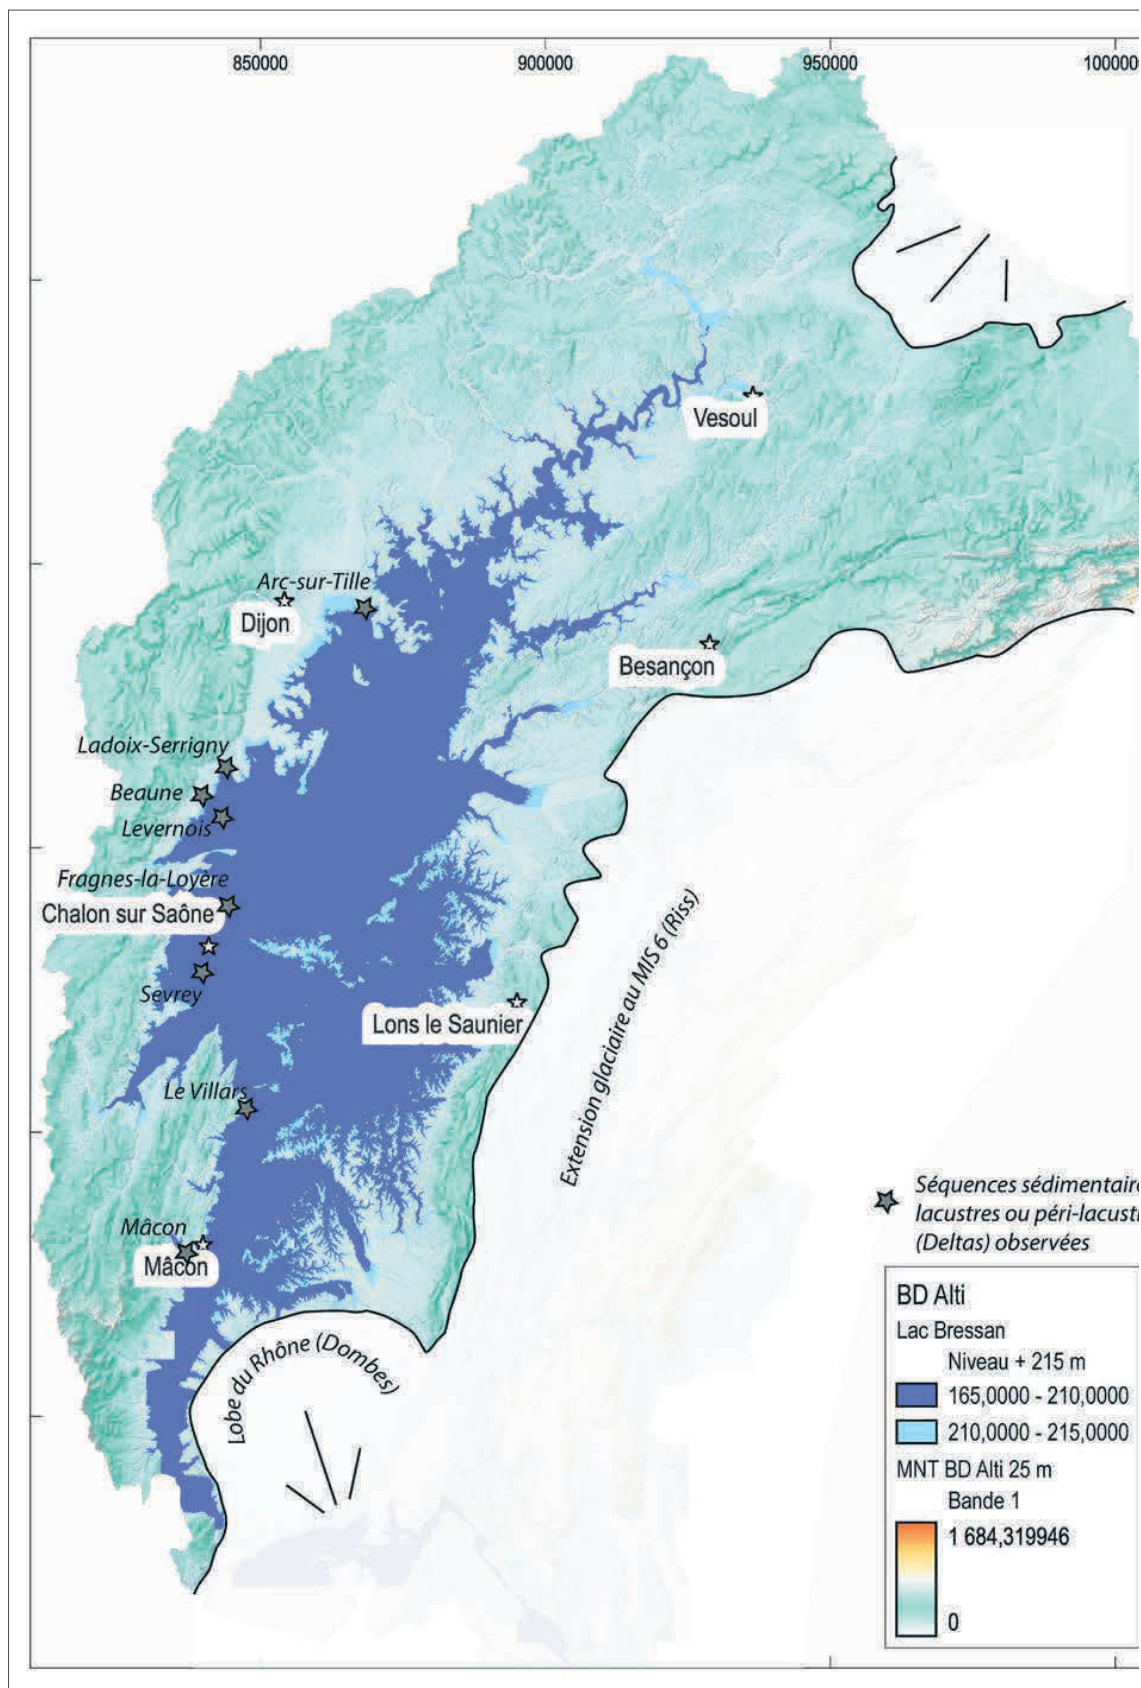 850000
900000
950000
Vesoul
Arc-sur-Tille
Dijon
Besançon
Ladoix-Serrigny
Beaune
Levernois
Fragnes-la-Loyère
Chalon sur Saône
Sevrey
Lons le Saunier
Extension glaciaire au MIS 6 (Riss)
Le Villars
Mâcon
Mâcon
Lobe du Rhône (Dombes)
Séquences sédimentaire
lacustres ou péri-lacust
(Deltas) observées
BD Alti
Lac Bressan
Niveau + 215 m
165,0000 - 210,0000
210,0000 - 215,0000
MNT BD Alti 25 m
Bande 1
1 684,319946
0